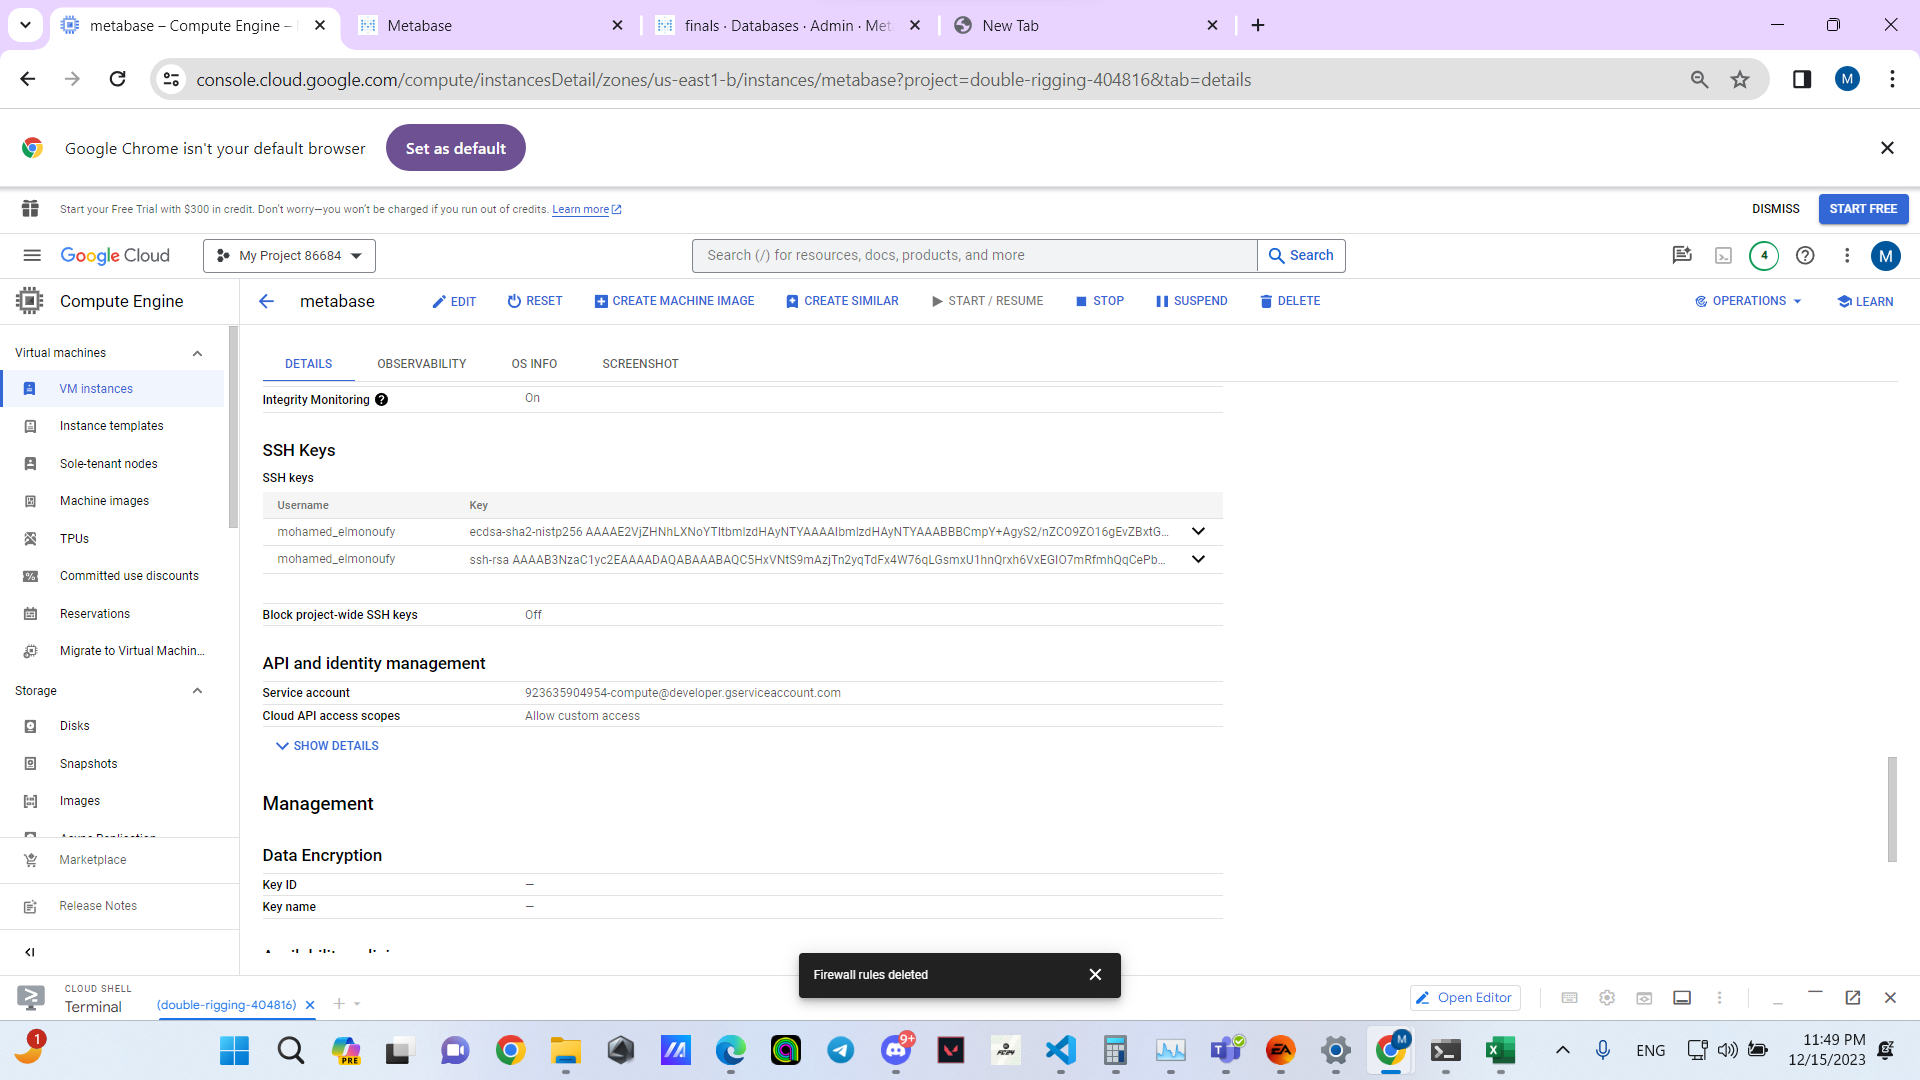 metabase – Compute Engine –
Metabase
finals · Databases · Admin · Met
New Tab
console.cloud.google.com/compute/instancesDetail/zones/us-east1-b/instances/metabase?project=double-rigging-404816&tab=details
M
Google Chrome isn't your default browser
Set as default
Start your Free Trial with $300 in credit. Don't worry—you won't be charged if you run out of credits. Learn more
DISMISS
START FREE
Google Cloud
My Project 86684
Search (/) for resources, docs, products, and more
Search
4
M
Compute Engine
metabase
EDIT
RESET
CREATE MACHINE IMAGE
CREATE SIMILAR
START / RESUME
STOP
SUSPEND
DELETE
OPERATIONS
LEARN
Virtual machines
VM instances
Instance templates
Sole-tenant nodes
Machine images
TPUs
Committed use discounts
Reservations
Migrate to Virtual Machin...
Storage
Disks
Snapshots
Images
Marketplace
Release Notes
DETAILS
OBSERVABILITY
OS INFO
SCREENSHOT
Integrity Monitoring
On
SSH Keys
SSH keys
Username Key
mohamed_elmonoufy ecdsa-sha2-nistp256
mohamed_elmonoufy ssh-rsa
Block project-wide SSH keys Off
API and identity management
Service account 923635904954-compute@developer.gserviceaccount.com
Cloud API access scopes Allow custom access
SHOW DETAILS
Management
Data Encryption
Key ID —
Key name —
Firewall rules deleted
CLOUD SHELL
Terminal
(double-rigging-404816)
Open Editor
1
PRE
9+
FC24
EA
M
ENG
11:49 PM
12/15/2023